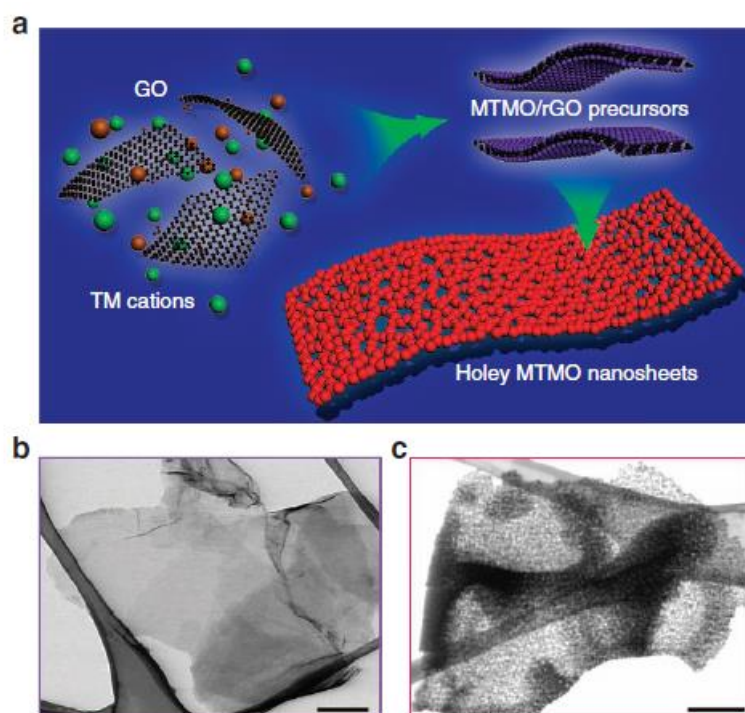 a
GO
MTMO/rGO precursors
TM cations
Holey MTMO nanosheets
b
c